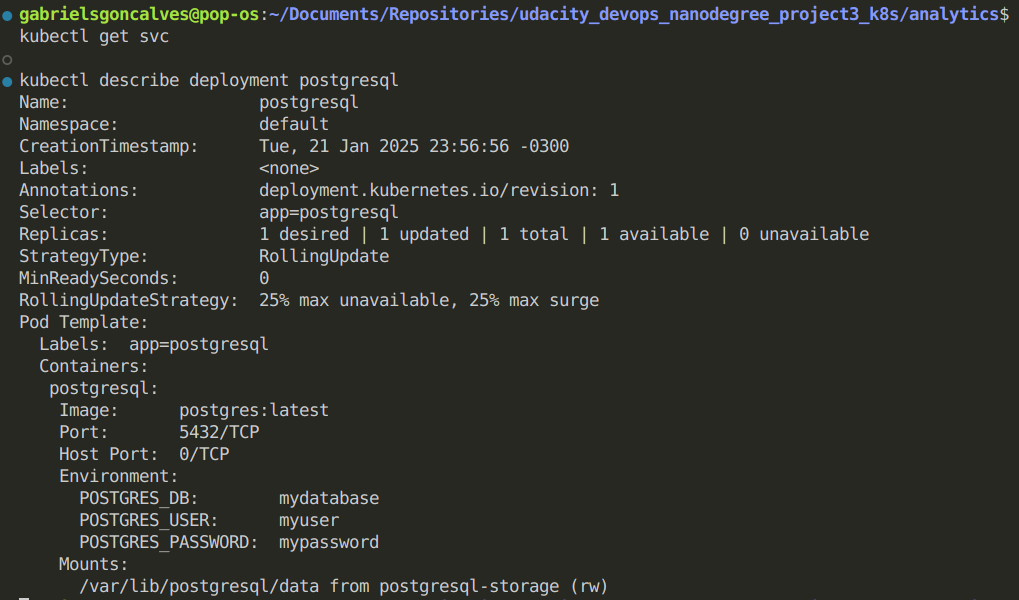 gabrielsgoncalves@pop-os:~/Documents/Repositories/udacity_devops_nanodegree_project3_k8s/analytics$
kubectl get svc
kubectl describe deployment postgresql
Name:                   postgresql
Namespace:              default
CreationTimestamp:      Tue, 21 Jan 2025 23:56:56 -0300
Labels:                 <none>
Annotations:            deployment.kubernetes.io/revision: 1
Selector:               app=postgresql
Replicas:               1 desired | 1 updated | 1 total | 1 available | 0 unavailable
StrategyType:           RollingUpdate
MinReadySeconds:        0
RollingUpdateStrategy:  25% max unavailable, 25% max surge
Pod Template:
  Labels:  app=postgresql
  Containers:
   postgresql:
    Image:      postgres:latest
    Port:       5432/TCP
    Host Port:  0/TCP
    Environment:
      POSTGRES_DB:        mydatabase
      POSTGRES_USER:      myuser
      POSTGRES_PASSWORD:  mypassword
    Mounts:
      /var/lib/postgresql/data from postgresql-storage (rw)